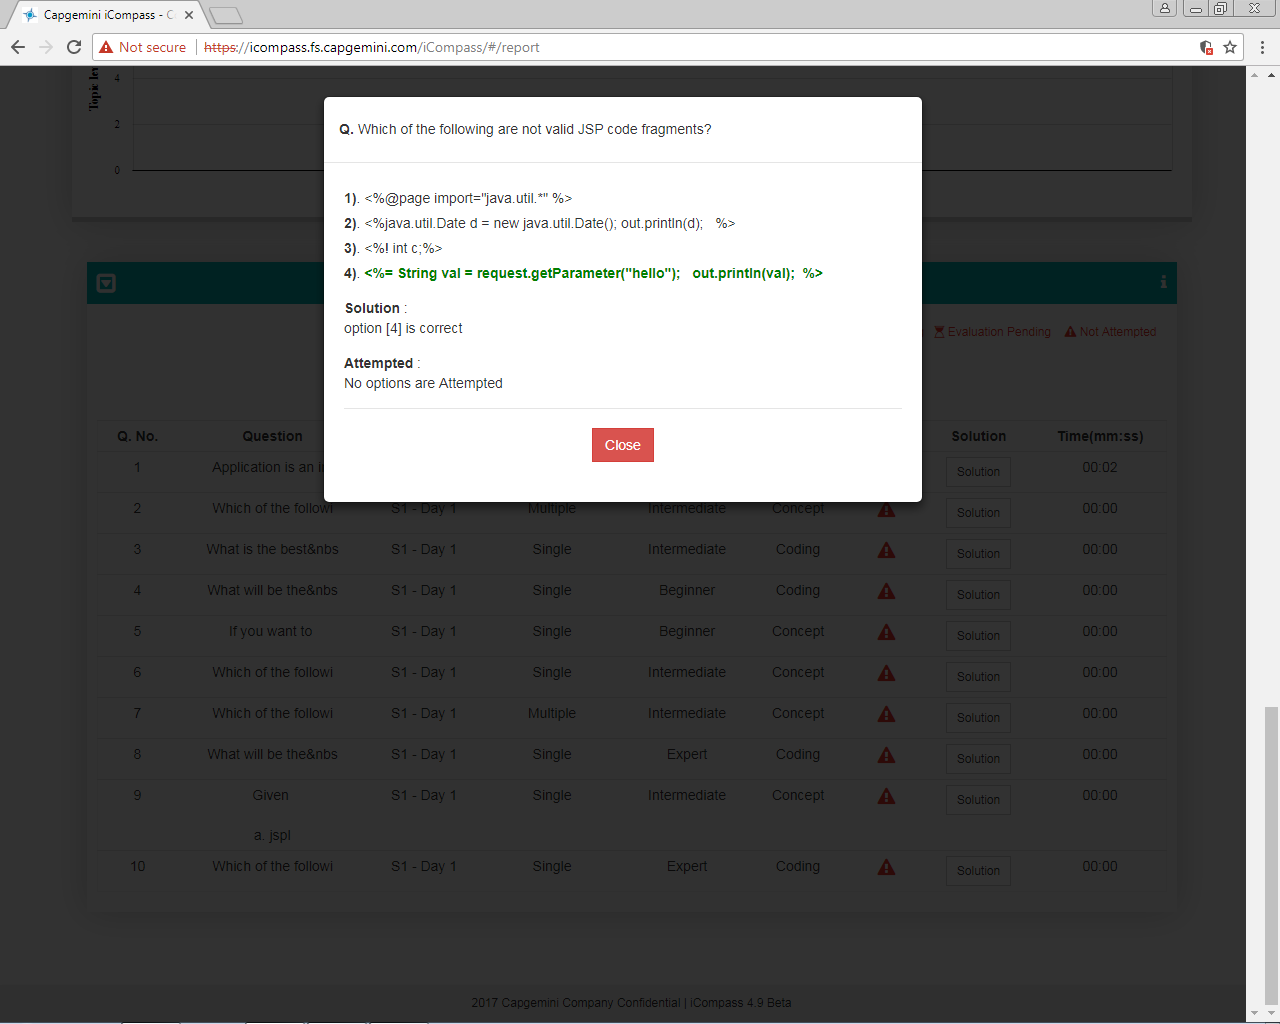 Capgemini iCompass - C
Not secure https://icompass.fs.capgemini.com/iCompass/#/report
Topic lev
4
2
0
Q. Which of the following are not valid JSP code fragments?
1). <%@page import="java.util.*" %>
2). <%java.util.Date d = new java.util.Date(); out.println(d);   %>
3). <%! int c;%>
4). <%= String val = request.getParameter("hello");   out.println(val);  %>
Solution :
option [4] is correct
Attempted :
No options are Attempted
Close
Evaluation Pending Not Attempted
Q. No. Question Solution Time(mm:ss)
1 Application is an i Solution 00:02
2 Which of the followi S1 - Day 1 Multiple Intermediate Concept Solution 00:00
3 What is the best&nbs S1 - Day 1 Single Intermediate Coding Solution 00:00
4 What will be the&nbs S1 - Day 1 Single Beginner Coding Solution 00:00
5 If you want to S1 - Day 1 Single Beginner Concept Solution 00:00
6 Which of the followi S1 - Day 1 Single Intermediate Concept Solution 00:00
7 Which of the followi S1 - Day 1 Multiple Intermediate Concept Solution 00:00
8 What will be the&nbs S1 - Day 1 Single Expert Coding Solution 00:00
9 Given S1 - Day 1 Single Intermediate Concept Solution 00:00
a. jspl
10 Which of the followi S1 - Day 1 Single Expert Coding Solution 00:00
2017 Capgemini Company Confidential | iCompass 4.9 Beta